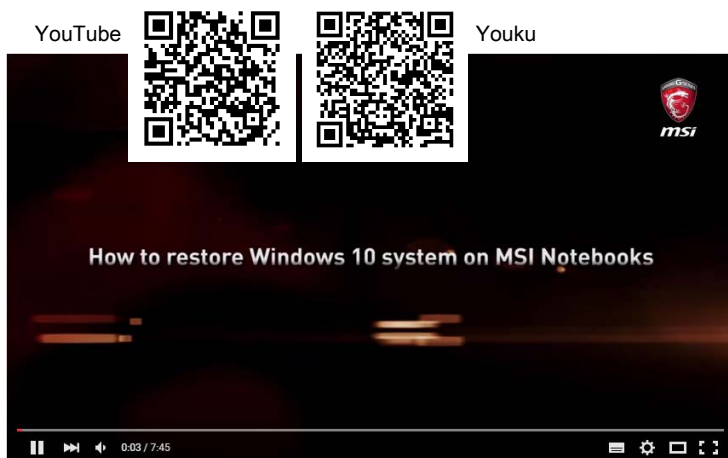 YouTube
Youku
msi
How to restore Windows 10 system on MSI Notebooks
0:03 / 7:45